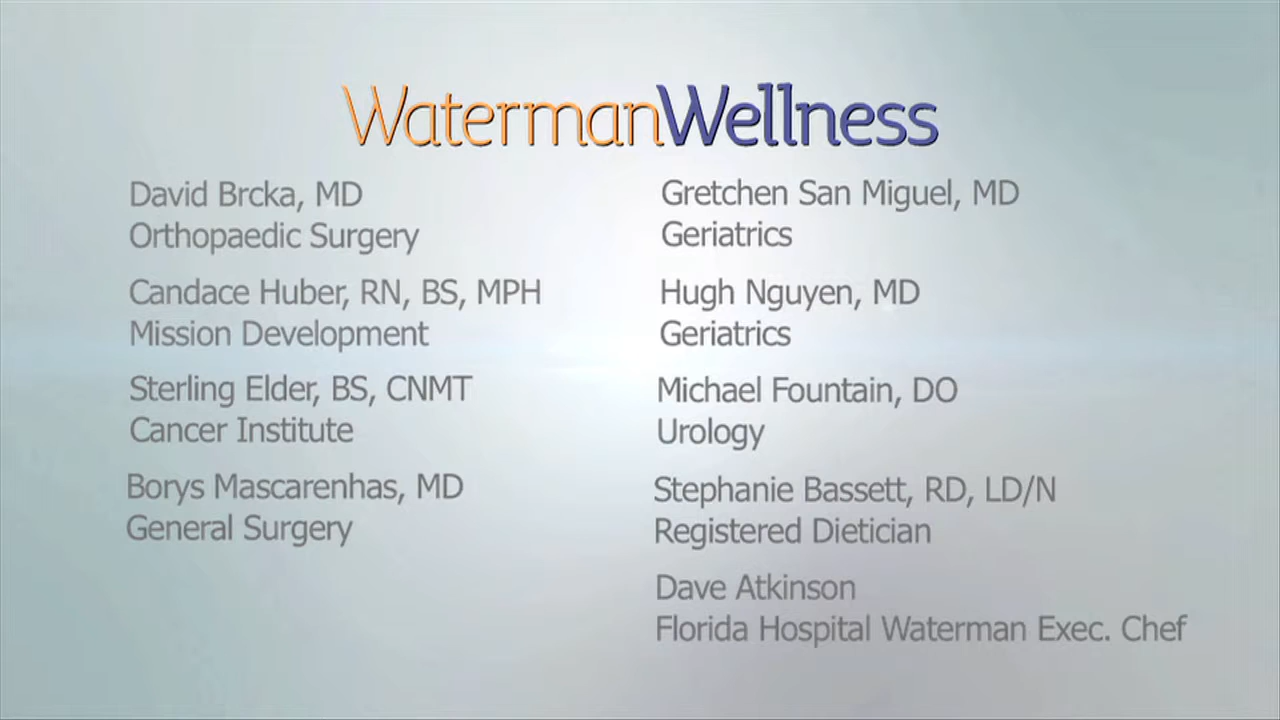 WatermanWellness
David Brcka, MD
Orthopaedic Surgery
Candace Huber, RN, BS, MPH
Mission Development
Sterling Elder, BS, CNMT
Cancer Institute
Borys Mascarenhas, MD
General Surgery
Gretchen San Miguel, MD
Geriatrics
Hugh Nguyen, MD
Geriatrics
Michael Fountain, DO
Urology
Stephanie Bassett, RD, LD/N
Registered Dietician
Dave Atkinson
Florida Hospital Waterman Exec. Chef